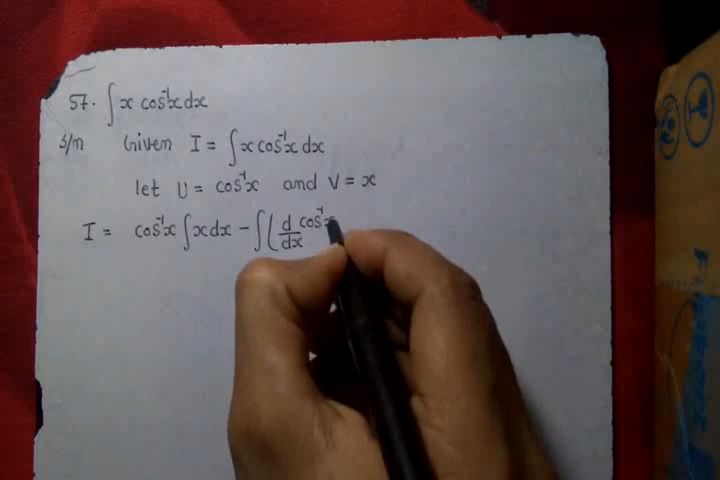 57. ∫ x cos⁻¹x dx
S/n Given I = ∫ x cos⁻¹x dx
let U = cos⁻¹x and V = x
I = cos⁻¹x ∫ x dx - ∫ ( d/dx cos⁻¹x